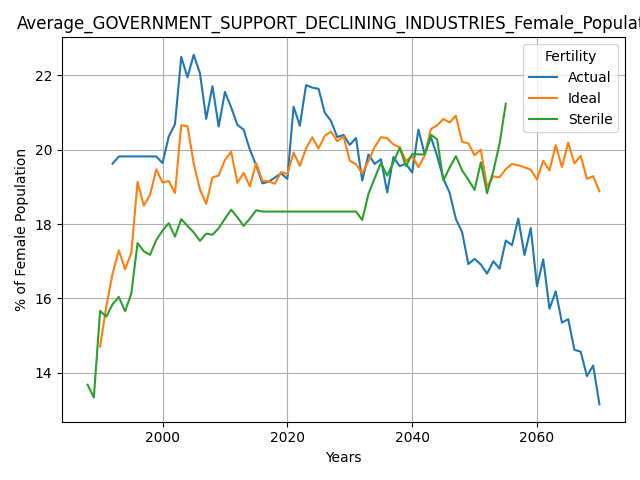 Average_GOVERNMENT_SUPPORT_DECLINING_INDUSTRIES_Female_Populat
Fertility
Actual
Ideal
Sterile
% of Female Population
22
20
18
16
14
2000
2020
2040
2060
Years